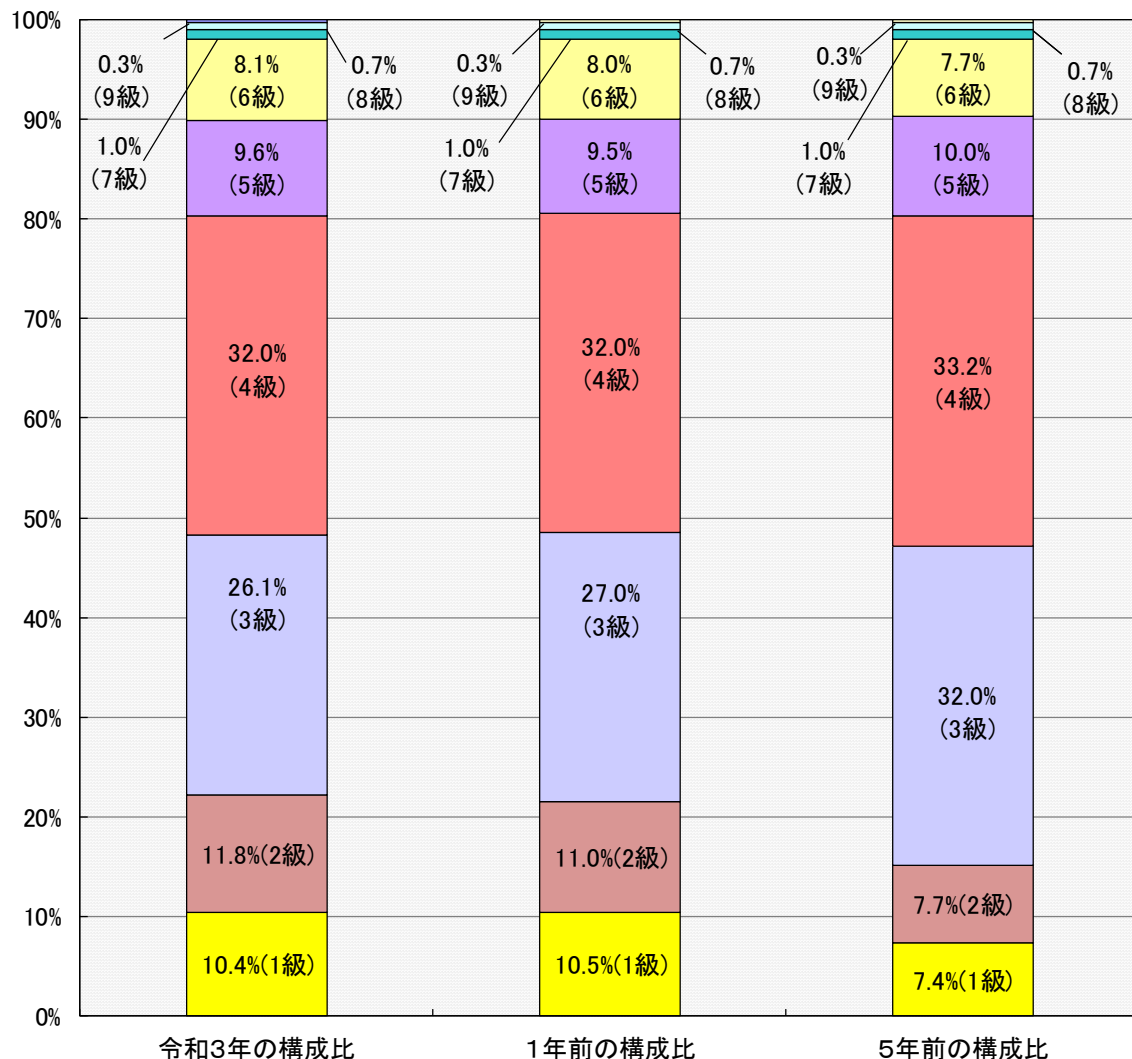 100%
90%
80%
70%
60%
50%
40%
30%
20%
10%
0%
0.3%
(9級)
8.1%
(6級)
0.7%
(8級)
1.0%
(7級)
9.6%
(5級)
32.0%
(4級)
26.1%
(3級)
11.8%(2級)
10.4%(1級)
令和3年の構成比
0.3%
(9級)
8.0%
(6級)
0.7%
(8級)
1.0%
(7級)
9.5%
(5級)
32.0%
(4級)
27.0%
(3級)
11.0%(2級)
10.5%(1級)
1年前の構成比
0.3%
(9級)
7.7%
(6級)
0.7%
(8級)
1.0%
(7級)
10.0%
(5級)
33.2%
(4級)
32.0%
(3級)
7.7%(2級)
7.4%(1級)
5年前の構成比